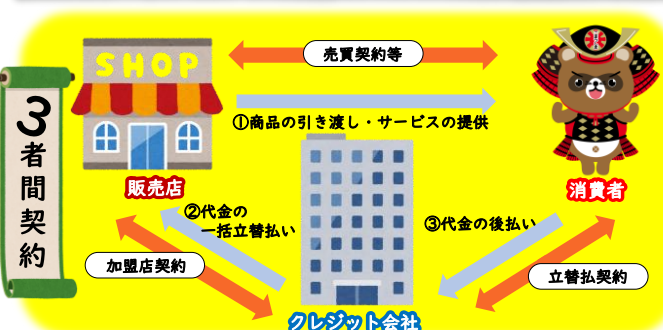 3者間契約
SHOP
売買契約等
①商品の引き渡し・サービスの提供
販売店
消費者
②代金の
一括立替払い
③代金の後払い
加盟店契約
立替払契約
クレジット会社